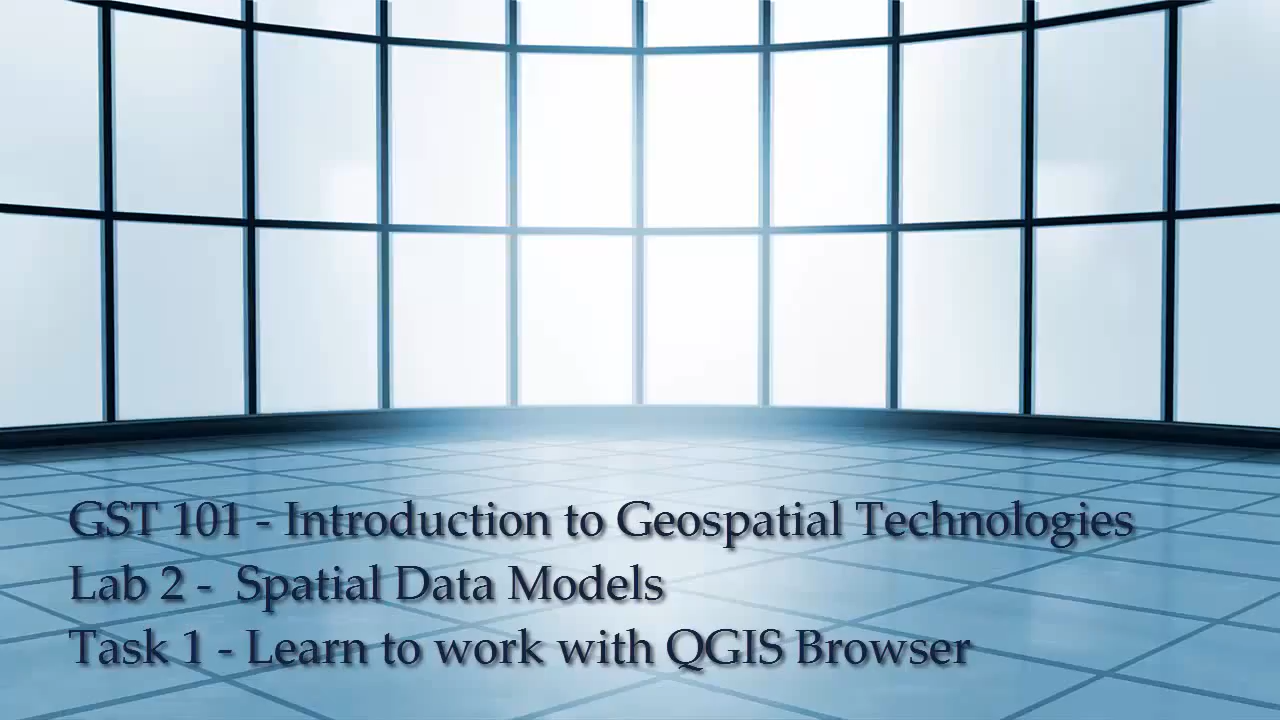 GST 101 - Introduction to Geospatial Technologies
Lab 2 -  Spatial Data Models
Task 1 - Learn to work with QGIS Browser